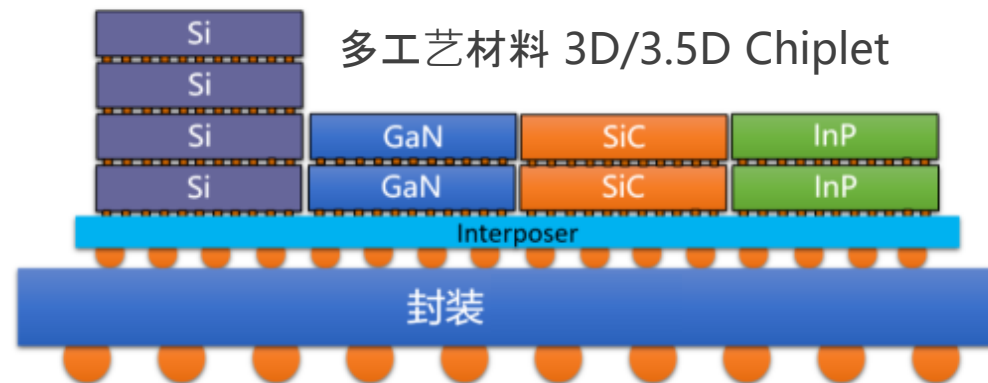 多工艺材料 3D/3.5D Chiplet
Si
Si
Si
Si
GaN
GaN
SiC
SiC
InP
InP
Interposer
封装